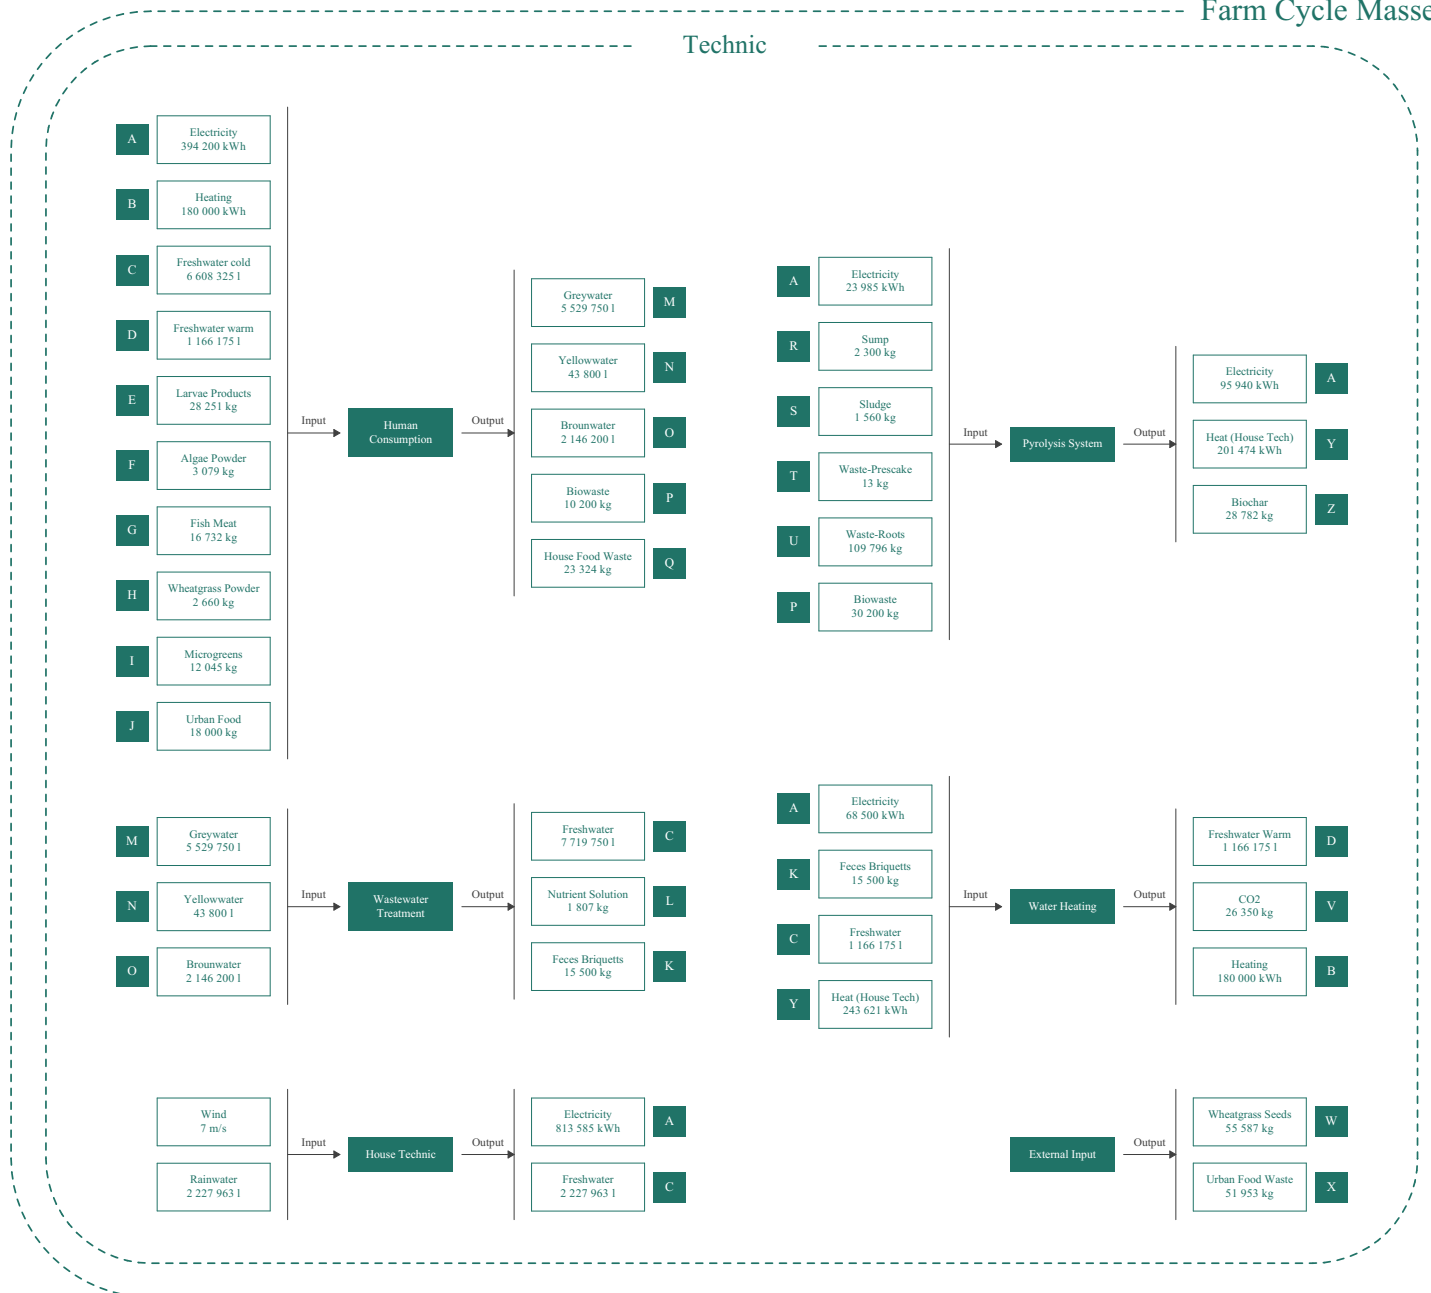 Farm Cycle Masse
Technic
A
Electricity
394 200 kWh
B
Heating
180 000 kWh
C
Freshwater cold
6 608 325 l
D
Freshwater warm
1 166 175 l
E
Larvae Products
28 251 kg
F
Algae Powder
3 079 kg
G
Fish Meat
16 732 kg
H
Wheatgrass Powder
2 660 kg
I
Microgreens
12 045 kg
J
Urban Food
18 000 kg
Input
Human
Consumption
Output
Greywater
5 529 750 l
M
Yellowwater
43 800 l
N
Brounwater
2 146 200 l
O
Biowaste
10 200 kg
P
House Food Waste
23 324 kg
Q
A
Electricity
23 985 kWh
R
Sump
2 300 kg
S
Sludge
1 560 kg
T
Waste-Prescake
13 kg
U
Waste-Roots
109 796 kg
P
Biowaste
30 200 kg
Input
Pyrolysis System
Output
Electricity
95 940 kWh
A
Heat (House Tech)
201 474 kWh
Y
Biochar
28 782 kg
Z
M
Greywater
5 529 750 l
N
Yellowwater
43 800 l
O
Brounwater
2 146 200 l
Input
Wastewater
Treatment
Output
Freshwater
7 719 750 l
C
Nutrient Solution
1 807 kg
L
Feces Briquetts
15 500 kg
K
A
Electricity
68 500 kWh
K
Feces Briquetts
15 500 kg
C
Freshwater
1 166 175 l
Y
Heat (House Tech)
243 621 kWh
Input
Water Heating
Output
Freshwater Warm
1 166 175 l
D
CO2
26 350 kg
V
Heating
180 000 kWh
B
Wind
7 m/s
Rainwater
2 227 963 l
Input
House Technic
Output
Electricity
813 585 kWh
A
Freshwater
2 227 963 l
C
External Input
Output
Wheatgrass Seeds
55 587 kg
W
Urban Food Waste
51 953 kg
X